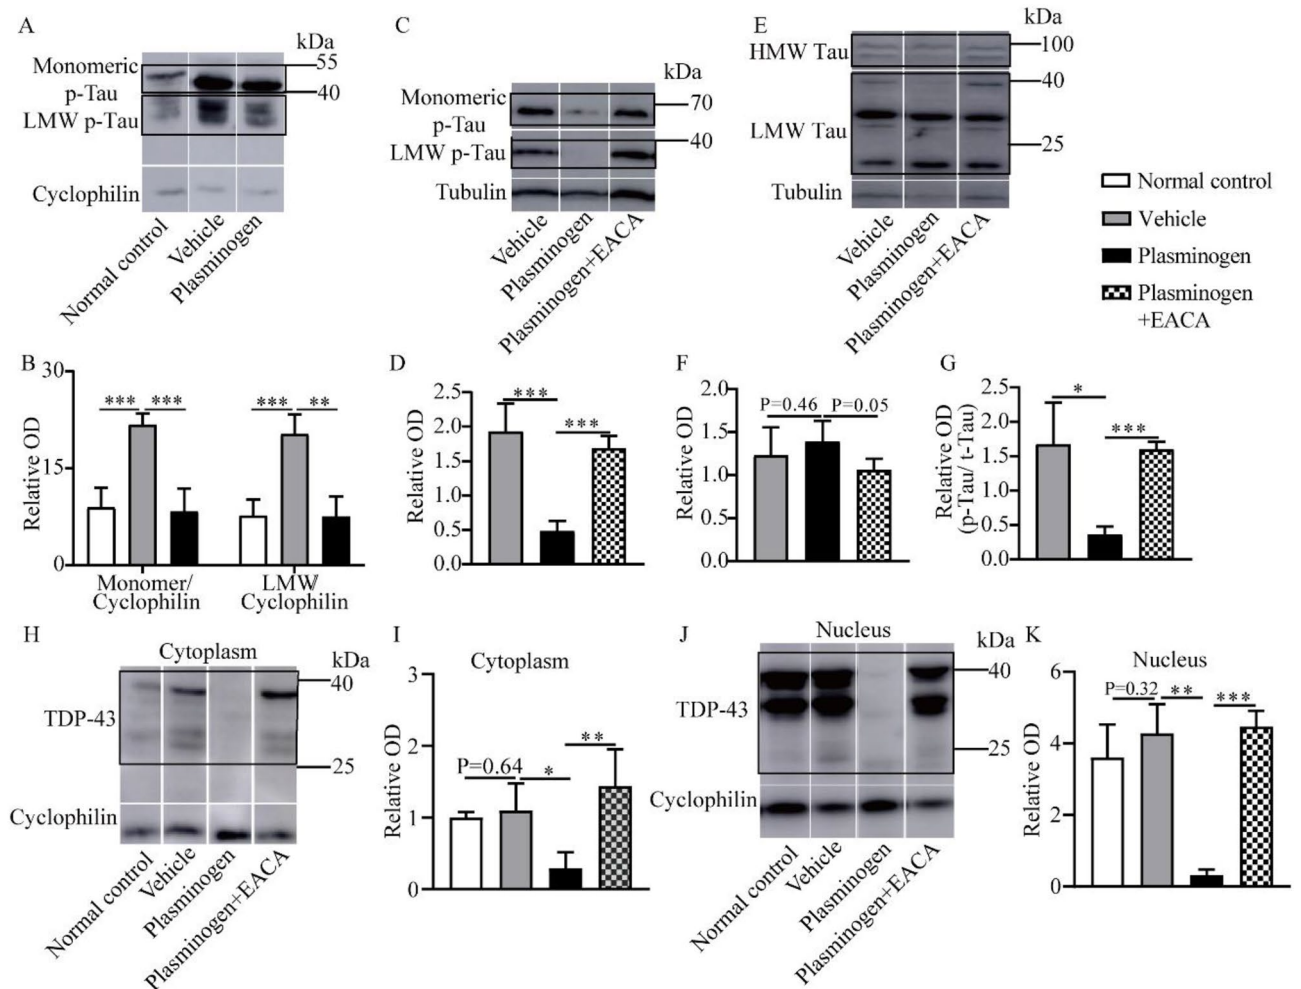 A
kDa
Monomeric
p-Tau
55
40
LMW p-Tau
Cyclophilin
Normal control
Vehicle
Plasminogen
C
kDa
Monomeric
p-Tau
70
40
LMW p-Tau
Tubulin
Vehicle
Plasminogen
Plasminogen+EACA
E
kDa
HMW Tau
100
40
LMW Tau
25
Tubulin
Vehicle
Plasminogen
Plasminogen+EACA
Normal control
Vehicle
Plasminogen
Plasminogen
+EACA
B
30
15
0
Relative OD
*** *** *** **
Monomer/
Cyclophilin
LMW/
Cyclophilin
D
2.5
2.0
1.5
1.0
0.5
0.0
Relative OD
***
***
F
2.0
1.5
1.0
0.5
0.0
Relative OD
P=0.46 P=0.05
G
2.5
2.0
1.5
1.0
0.5
0.0
Relative OD
(p-Tau/ t-Tau)
*
***
H
Cytoplasm
kDa
40
TDP-43
25
Cyclophilin
Normal control
Vehicle
Plasminogen
Plasminogen+EACA
I
Cytoplasm
3
2
1
0
Relative OD
P=0.64
*
**
J
Nucleus
kDa
40
TDP-43
25
Cyclophilin
Normal control
Vehicle
Plasminogen
Plasminogen+EACA
K
Nucleus
6
4
2
0
Relative OD
P=0.32
**
***